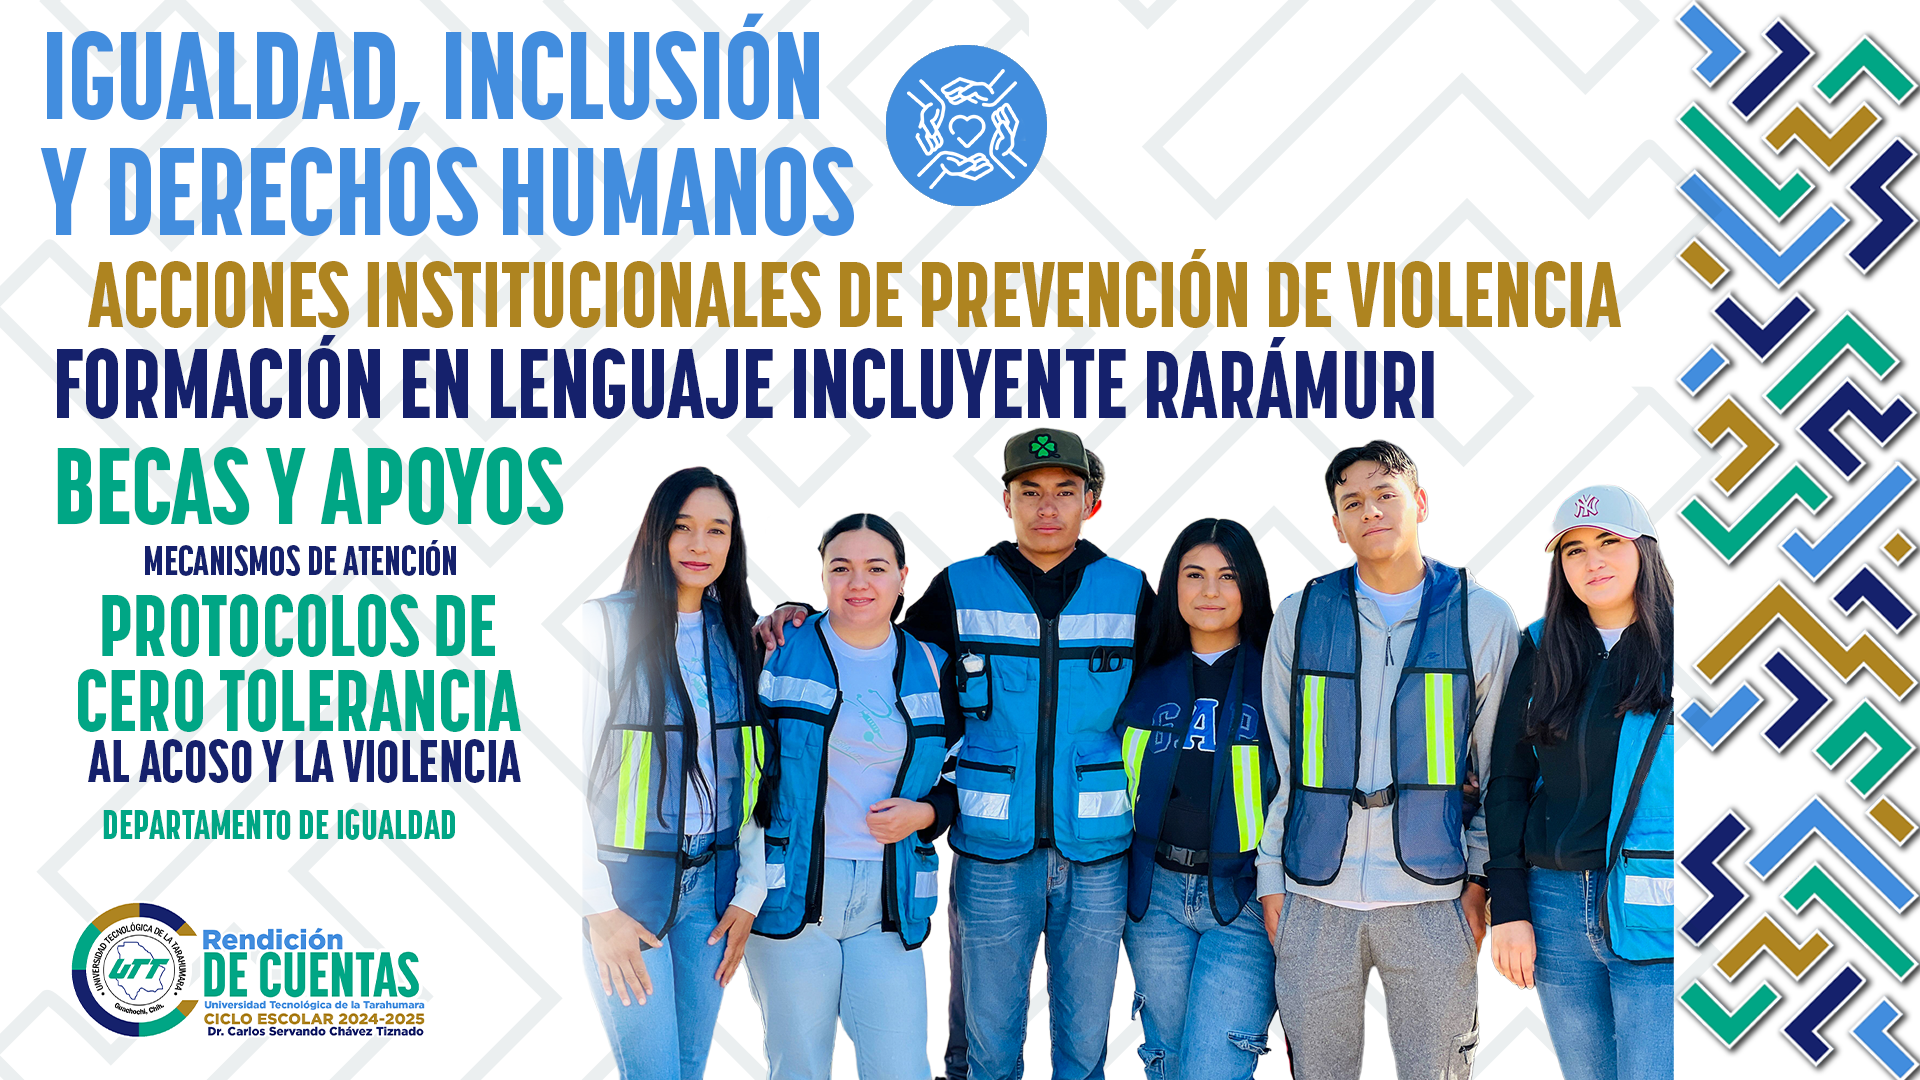 IGUALDAD, INCLUSIÓN
Y DERECHOS HUMANOS
ACCIONES INSTITUCIONALES DE PREVENCIÓN DE VIOLENCIA
FORMACIÓN EN LENGUAJE INCLUYENTE RARÁMURI
BECAS Y APOYOS
MECANISMOS DE ATENCIÓN
PROTOCOLOS DE
CERO TOLERANCIA
AL ACOSO Y LA VIOLENCIA
DEPARTAMENTO DE IGUALDAD
NY
GAP
UNIVERSIDAD TECNOLÓGICA DE LA TARAHUMARA
UTT
Guachochi, Chih.
Rendición
DE CUENTAS
Universidad Tecnológica de la Tarahumara
CICLO ESCOLAR 2024-2025
Dr. Carlos Servando Chávez Tiznado